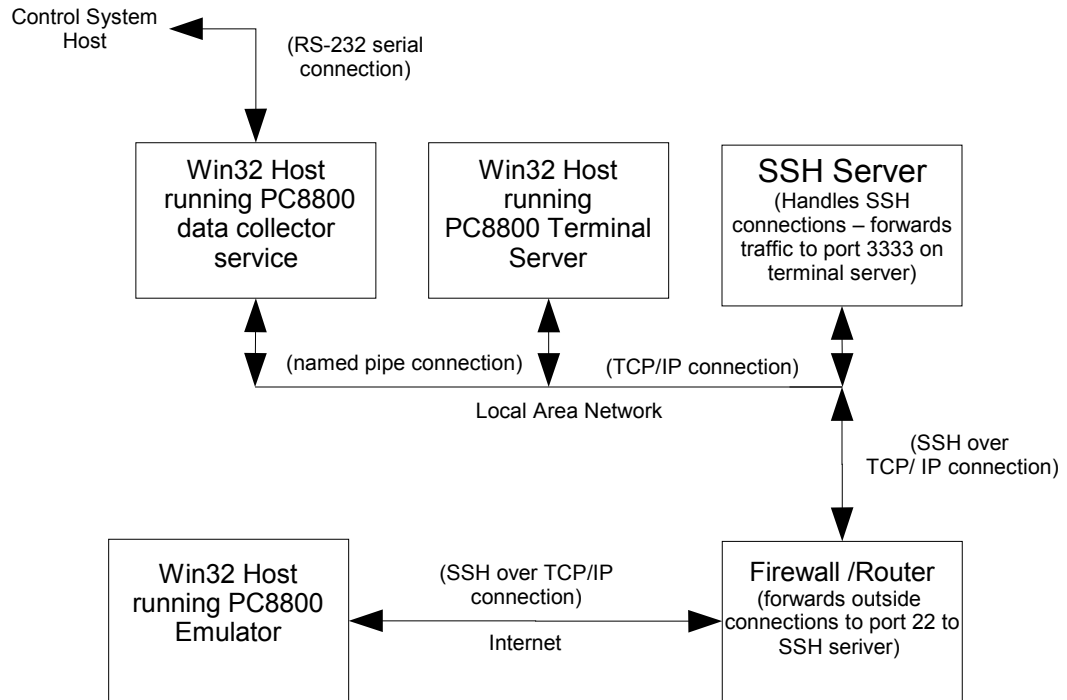 Control System
Host
(RS-232 serial
connection)
Win32 Host
running PC8800
data collector
service
Win32 Host
running
PC8800 Terminal
Server
SSH Server
(Handles SSH
connections – forwards
traffic to port 3333 on
terminal server)
(named pipe connection)
(TCP/IP connection)
Local Area Network
(SSH over
TCP/ IP connection)
Win32 Host
running PC8800
Emulator
(SSH over TCP/IP
connection)
Internet
Firewall /Router
(forwards outside
connections to port 22 to
SSH seriver)